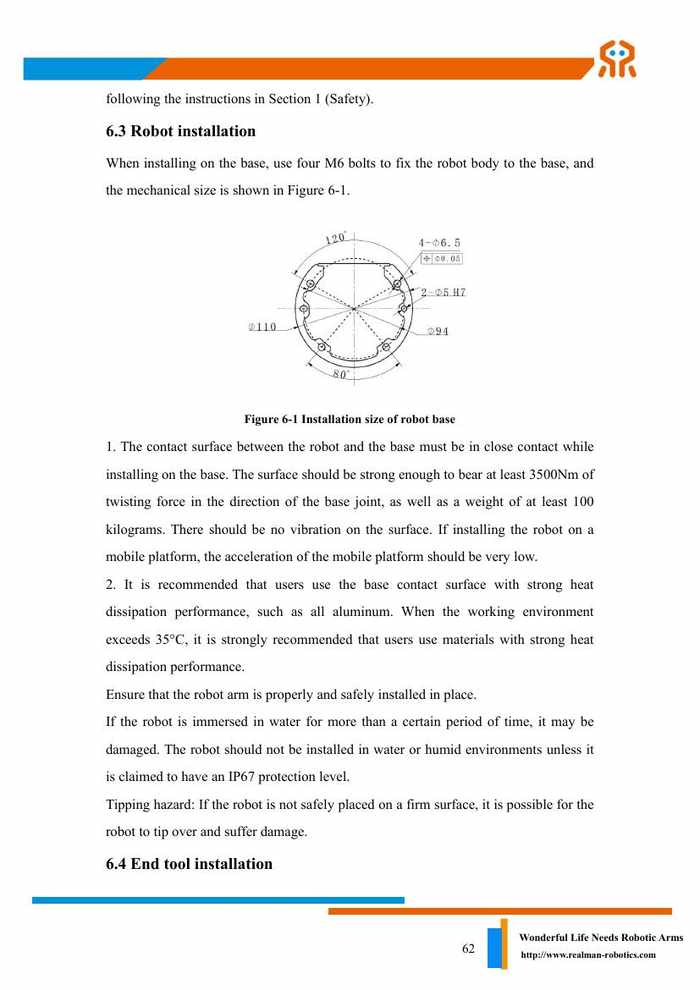 following the instructions in Section 1 (Safety).
6.3 Robot installation
When installing on the base, use four M6 bolts to fix the robot body to the base, and
the mechanical size is shown in Figure 6-1.
120°
4-Φ6.5
⌖ Φ0.05
2-Φ5 H7
Φ110
Φ94
80°
Figure 6-1 Installation size of robot base
1. The contact surface between the robot and the base must be in close contact while
installing on the base. The surface should be strong enough to bear at least 3500Nm of
twisting force in the direction of the base joint, as well as a weight of at least 100
kilograms. There should be no vibration on the surface. If installing the robot on a
mobile platform, the acceleration of the mobile platform should be very low.
2. It is recommended that users use the base contact surface with strong heat
dissipation performance, such as all aluminum. When the working environment
exceeds 35°C, it is strongly recommended that users use materials with strong heat
dissipation performance.
Ensure that the robot arm is properly and safely installed in place.
If the robot is immersed in water for more than a certain period of time, it may be
damaged. The robot should not be installed in water or humid environments unless it
is claimed to have an IP67 protection level.
Tipping hazard: If the robot is not safely placed on a firm surface, it is possible for the
robot to tip over and suffer damage.
6.4 End tool installation
62
Wonderful Life Needs Robotic Arms
http://www.realman-robotics.com